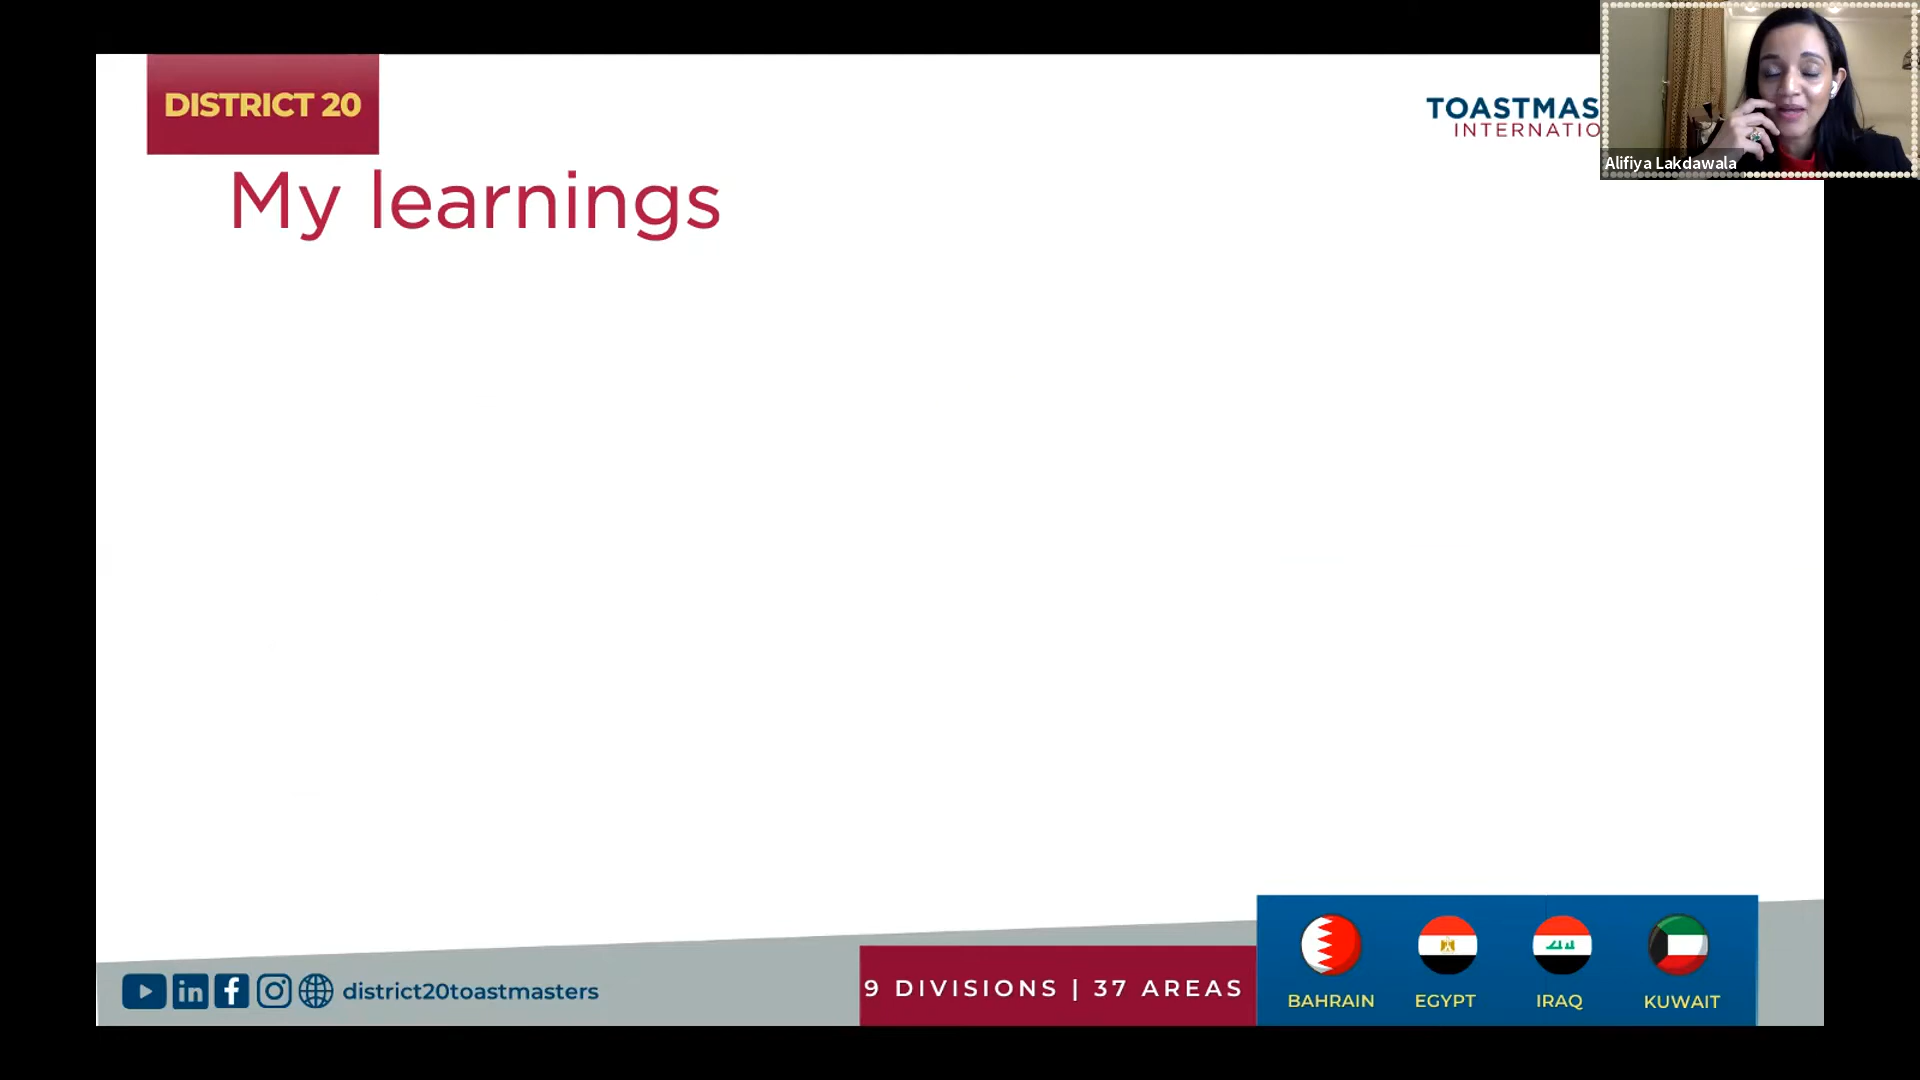 DISTRICT 20
TOASTMAS
INTERNATIO
Alifiya Lakdawala
My learnings
district20toastmasters
9 DIVISIONS | 37 AREAS
BAHRAIN
EGYPT
IRAQ
KUWAIT